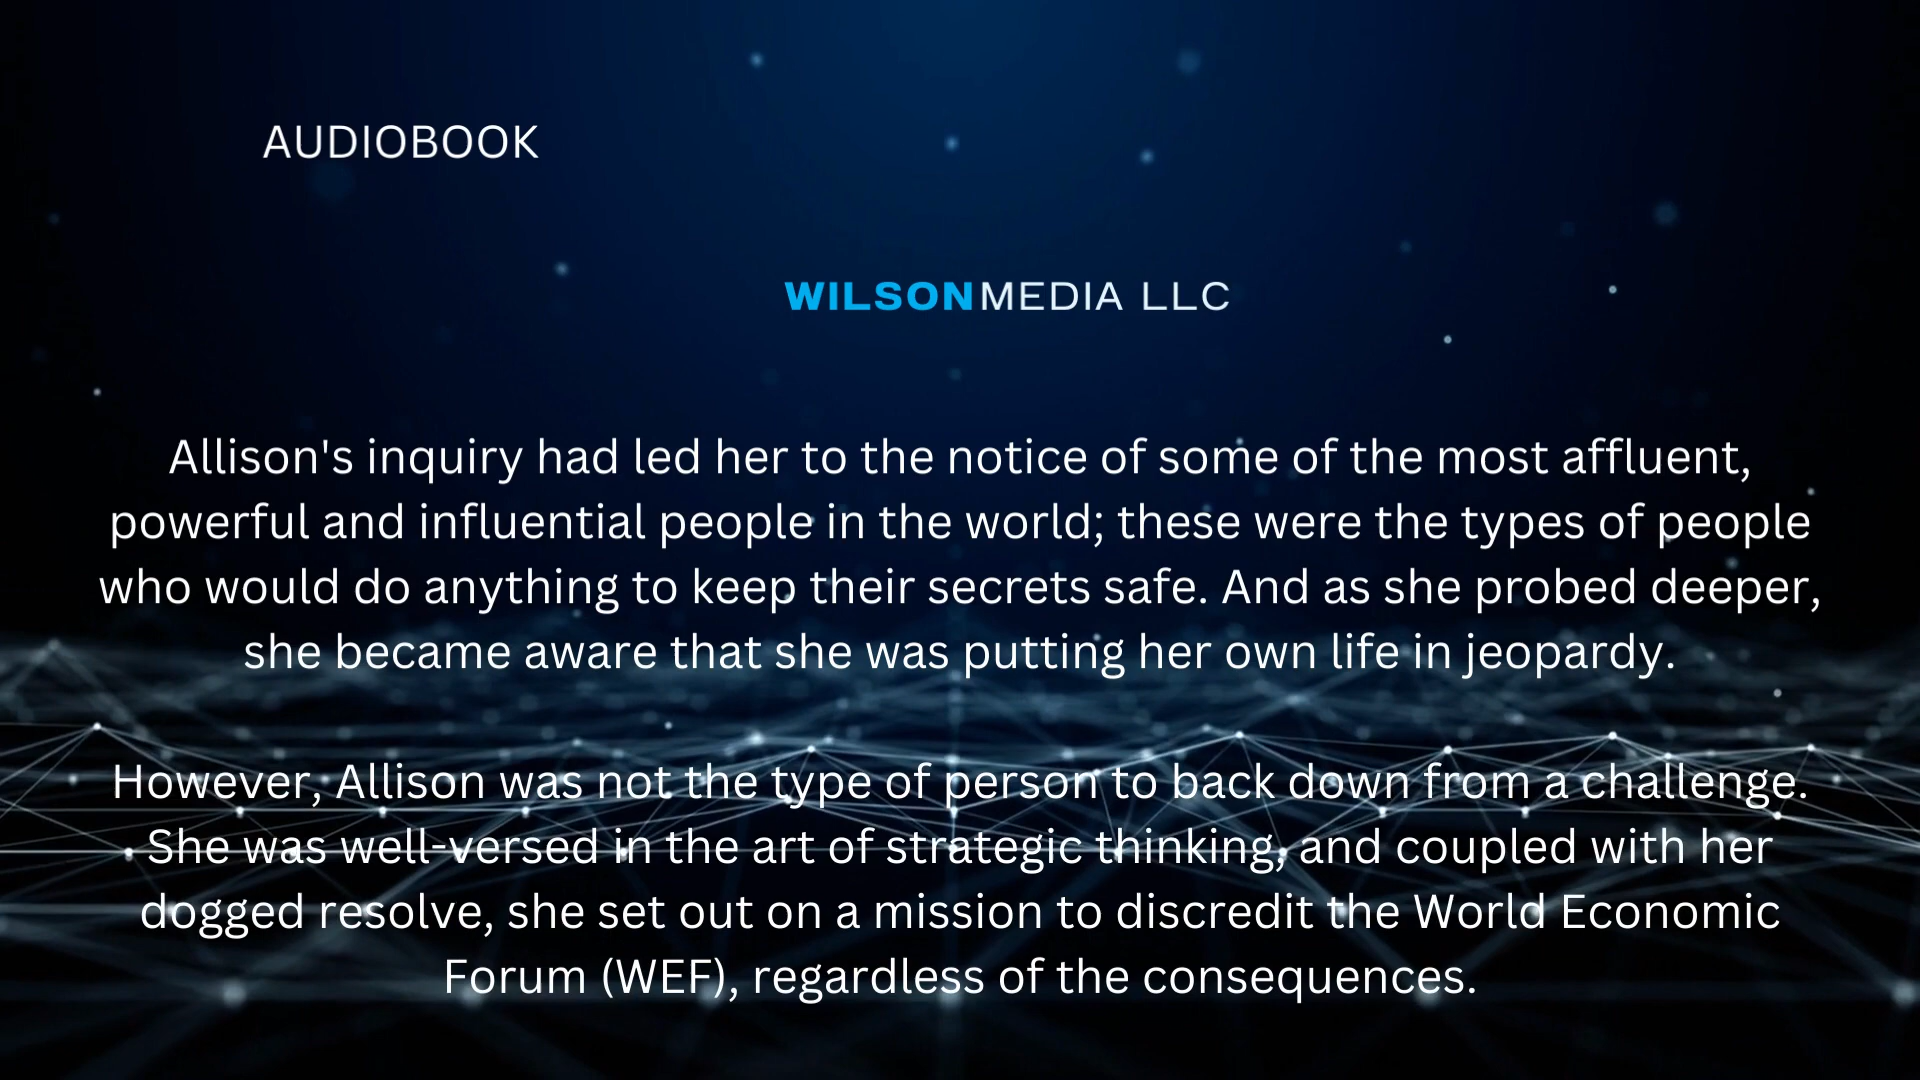 AUDIOBOOK
WILSONMEDIA LLC
Allison's inquiry had led her to the notice of some of the most affluent,
powerful and influential people in the world; these were the types of people
who would do anything to keep their secrets safe. And as she probed deeper,
she became aware that she was putting her own life in jeopardy.
However, Allison was not the type of person to back down from a challenge.
She was well-versed in the art of strategic thinking, and coupled with her
dogged resolve, she set out on a mission to discredit the World Economic
Forum (WEF), regardless of the consequences.